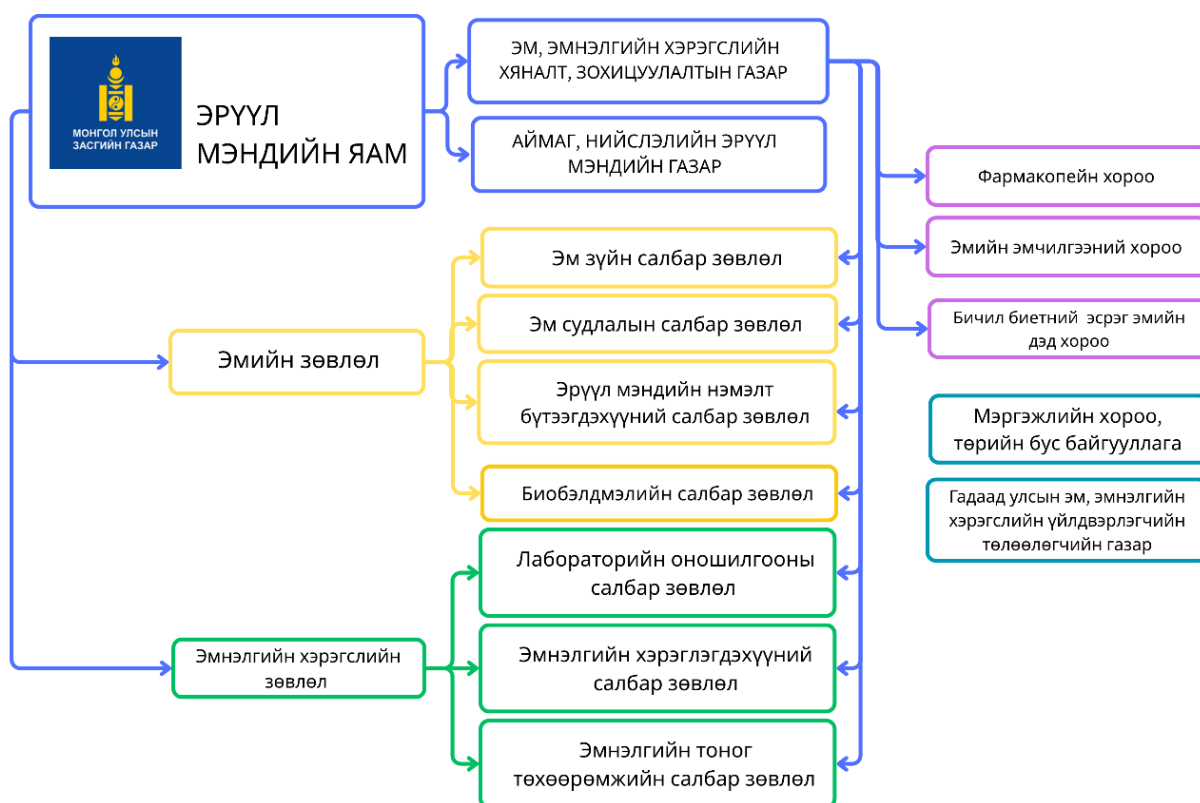 МОНГОЛ УЛСЫН
ЗАСГИЙН ГАЗАР
ЭРҮҮЛ
МЭНДИЙН ЯАМ
ЭМ, ЭМНЭЛГИЙН ХЭРЭГСЛИЙН
ХЯНАЛТ, ЗОХИЦУУЛАЛТЫН ГАЗАР
АЙМАГ, НИЙСЛЭЛИЙН ЭРҮҮЛ
МЭНДИЙН ГАЗАР
Фармакопейн хороо
Эмийн эмчилгээний хороо
Бичил биетний эсрэг эмийн
дэд хороо
Мэргэжлийн хороо,
төрийн бус байгууллага
Гадаад улсын эм, эмнэлгийн
хэрэгслийн үйлдвэрлэгчийн
төлөөлөгчийн газар
Эмийн зөвлөл
Эм зүйн салбар зөвлөл
Эм судлалын салбар зөвлөл
Эрүүл мэндийн нэмэлт
бүтээгдэхүүний салбар зөвлөл
Биобэлдмэлийн салбар зөвлөл
Эмнэлгийн хэрэгслийн
зөвлөл
Лабораторийн оношилгооны
салбар зөвлөл
Эмнэлгийн хэрэглэгдэхүүний
салбар зөвлөл
Эмнэлгийн тоног
төхөөрөмжийн салбар зөвлөл